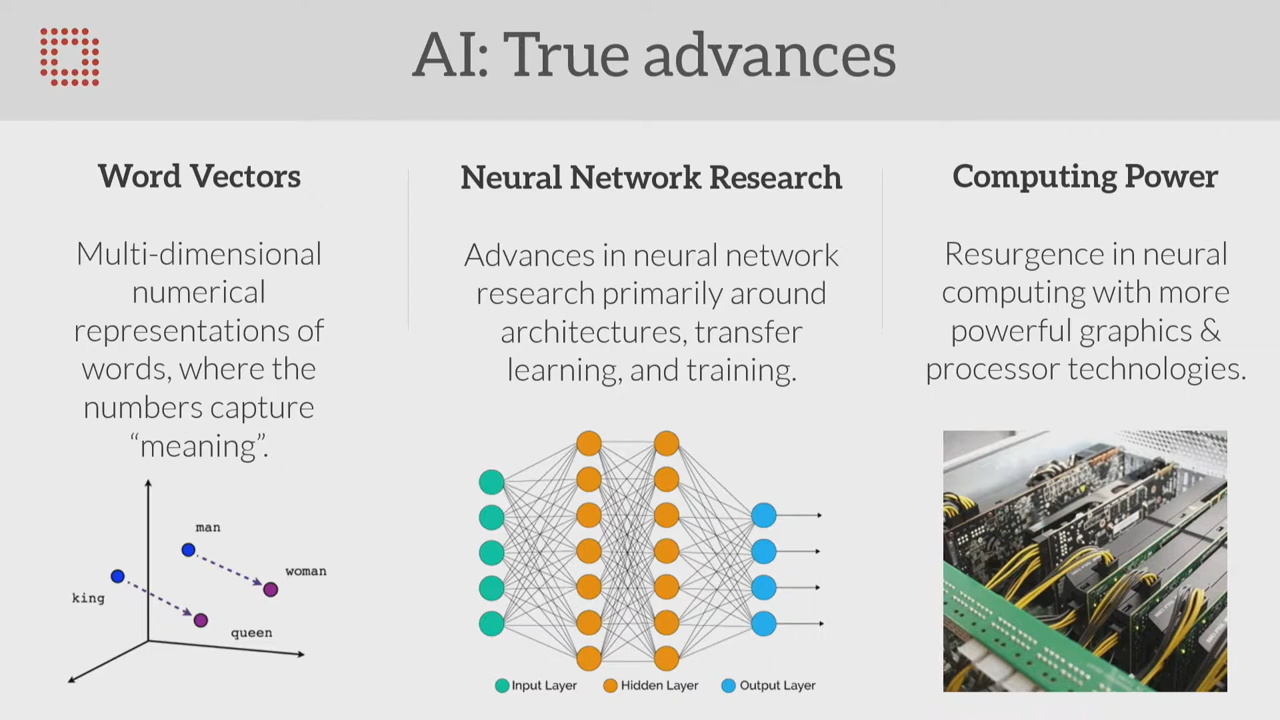 AI: True advances
Word Vectors
Multi-dimensional
numerical
representations of
words, where the
numbers capture
“meaning”.
man
woman
king
queen
Neural Network Research
Advances in neural network
research primarily around
architectures, transfer
learning, and training.
Input Layer
Hidden Layer
Output Layer
Computing Power
Resurgence in neural
computing with more
powerful graphics &
processor technologies.